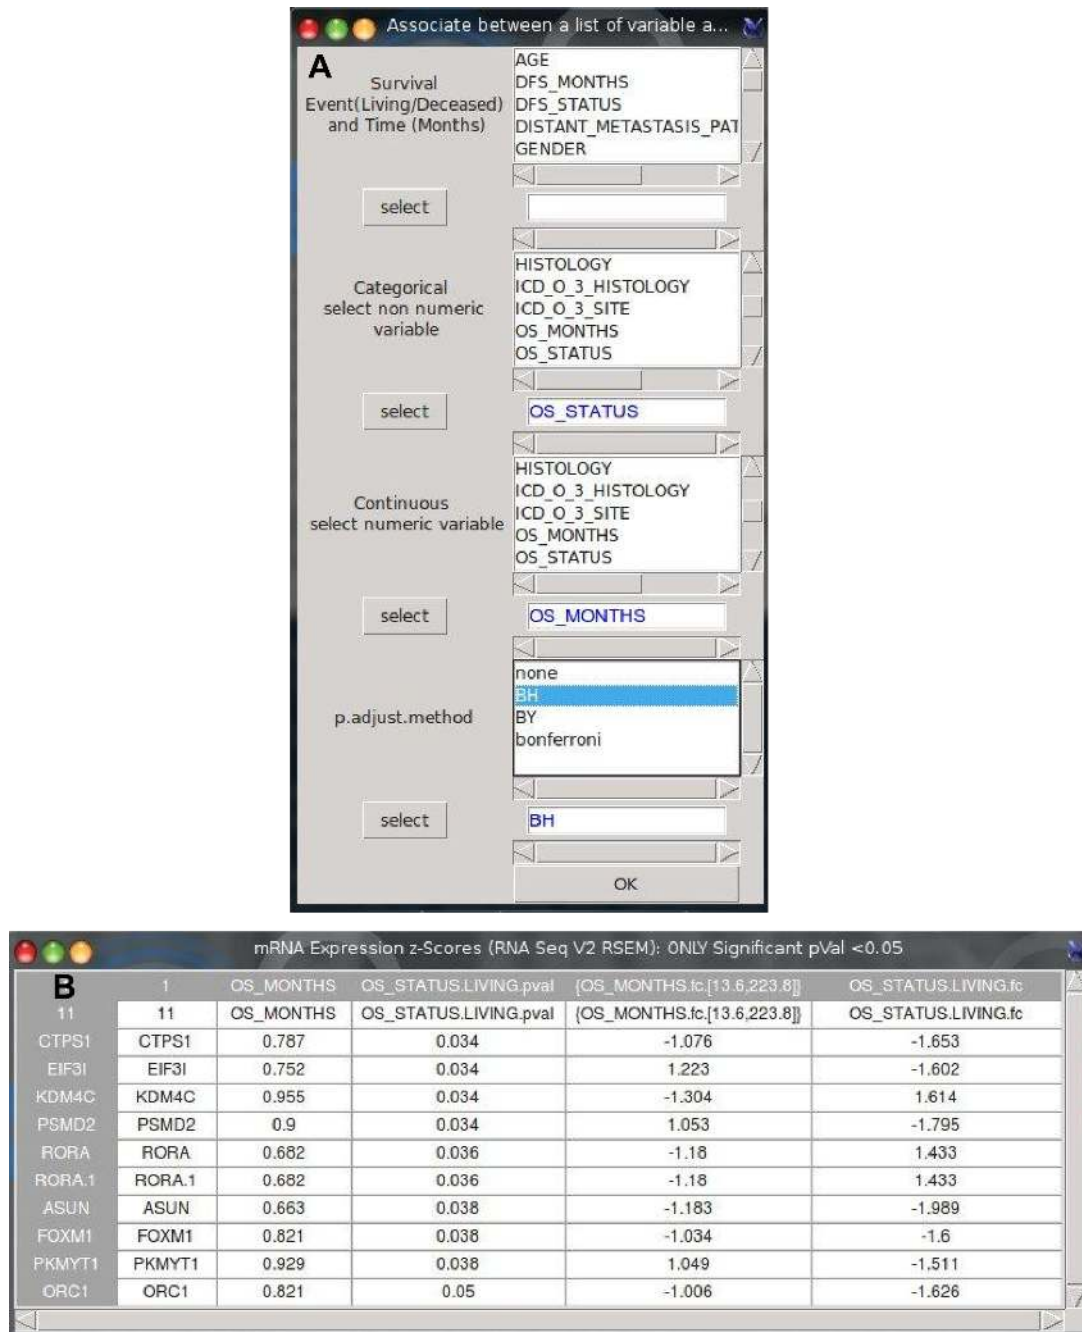 Associate between a list of variable a...
A
Survival
Event(Living/Deceased)
and Time (Months)
AGE
DFS_MONTHS
DFS_STATUS
DISTANT_METASTASIS_PAT
GENDER
select
Categorical
select non numeric
variable
HISTOLOGY
ICD_O_3_HISTOLOGY
ICD_O_3_SITE
OS_MONTHS
OS_STATUS
select
OS_STATUS
Continuous
select numeric variable
HISTOLOGY
ICD_O_3_HISTOLOGY
ICD_O_3_SITE
OS_MONTHS
OS_STATUS
select
OS_MONTHS
p.adjust.method
none
BH
BY
bonferroni
select
BH
OK
mRNA Expression z-Scores (RNA Seq V2 RSEM): ONLY Significant pVal <0.05
B
1 OS_MONTHS OS_STATUS.LIVING.pval {OS_MONTHS.fc.[13.6,223.8]} OS_STATUS.LIVING.fc
11 11 OS_MONTHS OS_STATUS.LIVING.pval {OS_MONTHS.fc.[13.6,223.8]} OS_STATUS.LIVING.fc
CTPS1 CTPS1 0.787 0.034 -1.076 -1.653
EIF3I EIF3I 0.752 0.034 1.223 -1.602
KDM4C KDM4C 0.955 0.034 -1.304 1.614
PSMD2 PSMD2 0.9 0.034 1.053 -1.795
RORA RORA 0.682 0.036 -1.18 1.433
RORA.1 RORA.1 0.682 0.036 -1.18 1.433
ASUN ASUN 0.663 0.038 -1.183 -1.989
FOXM1 FOXM1 0.821 0.038 -1.034 -1.6
PKMYT1 PKMYT1 0.929 0.038 1.049 -1.511
ORC1 ORC1 0.821 0.05 -1.006 -1.626